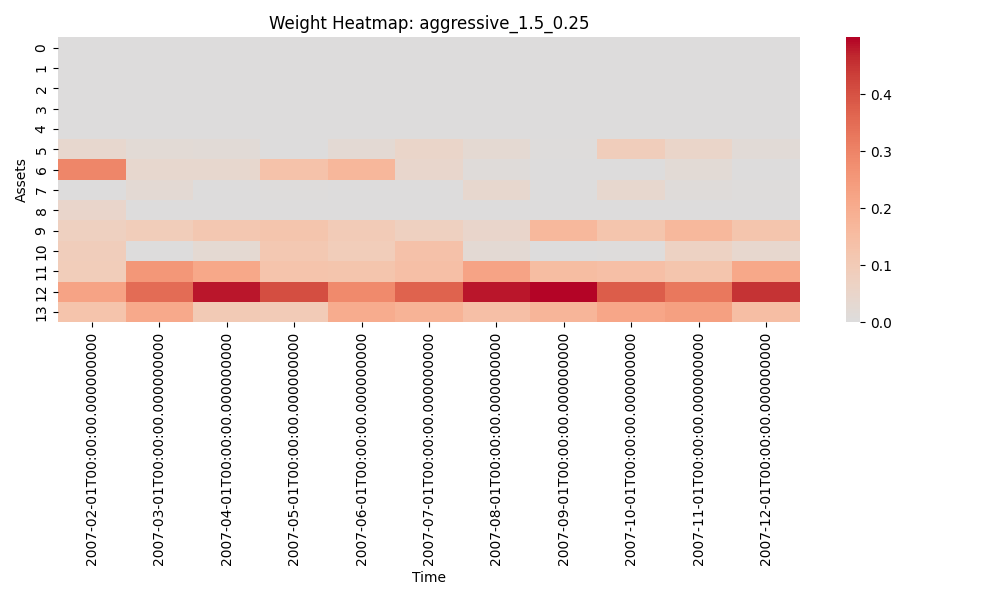 Weight Heatmap: aggressive_1.5_0.25
Assets
0
1
2
3
4
5
6
7
8
9
10
11
12
13
0.4
0.3
0.2
0.1
0.0
2007-02-01T00:00:00.000000000
2007-03-01T00:00:00.000000000
2007-04-01T00:00:00.000000000
2007-05-01T00:00:00.000000000
2007-06-01T00:00:00.000000000
2007-07-01T00:00:00.000000000
2007-08-01T00:00:00.000000000
2007-09-01T00:00:00.000000000
2007-10-01T00:00:00.000000000
2007-11-01T00:00:00.000000000
2007-12-01T00:00:00.000000000
Time